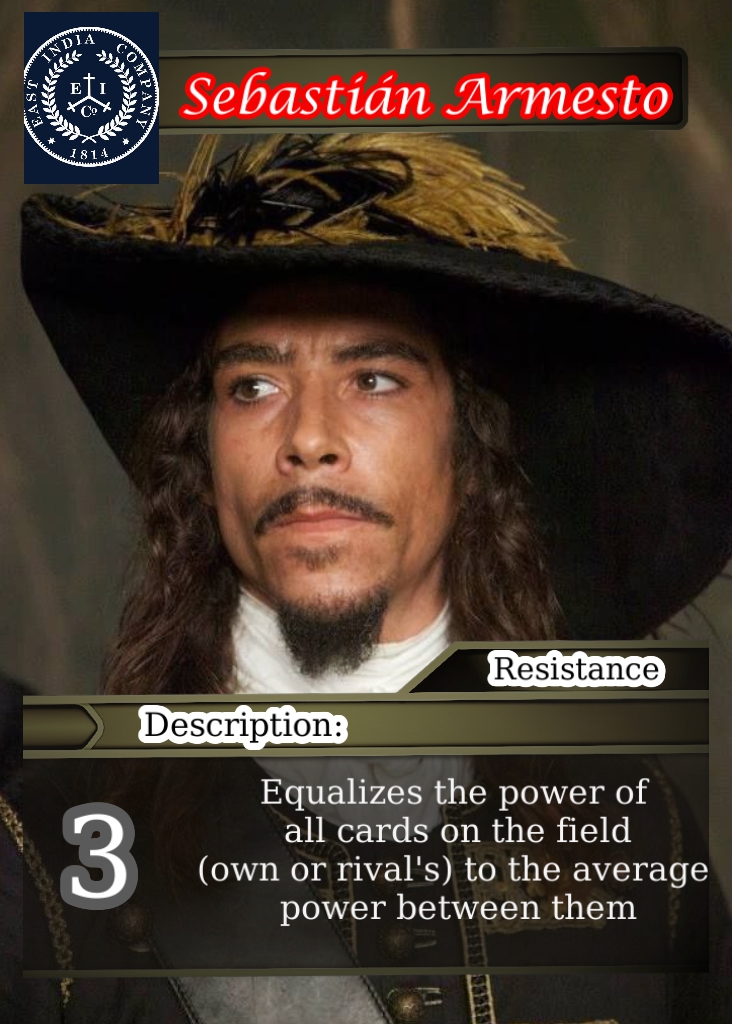 EAST INDIA COMPANY
E I
Co
1814
Sebastián Armesto
Resistance
Description:
3
Equalizes the power of
all cards on the field
(own or rival's) to the average
power between them